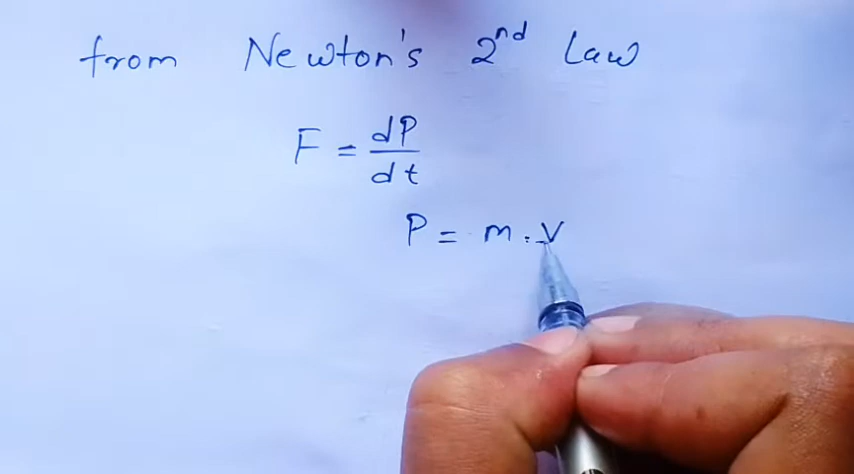 from Newton's 2nd Law
F = dP/dt
P = m.v